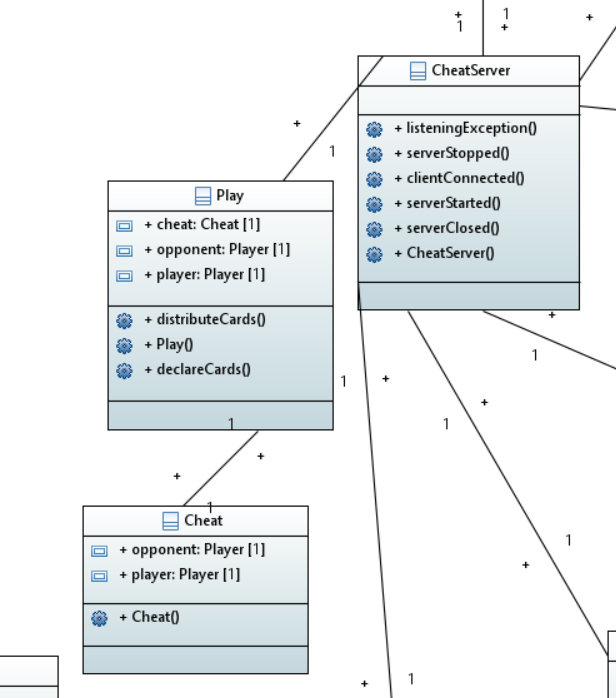 +
1
1
+
+
CheatServer
+ listeningException()
+ serverStopped()
+ clientConnected()
+ serverStarted()
+ serverClosed()
+ CheatServer()
+
1
Play
+ cheat: Cheat [1]
+ opponent: Player [1]
+ player: Player [1]
+ distributeCards()
+ Play()
+ declareCards()
1
+
1
1
+
+
1
+
1
+
+
1
Cheat
+ opponent: Player [1]
+ player: Player [1]
+ Cheat()
1
+
+
1